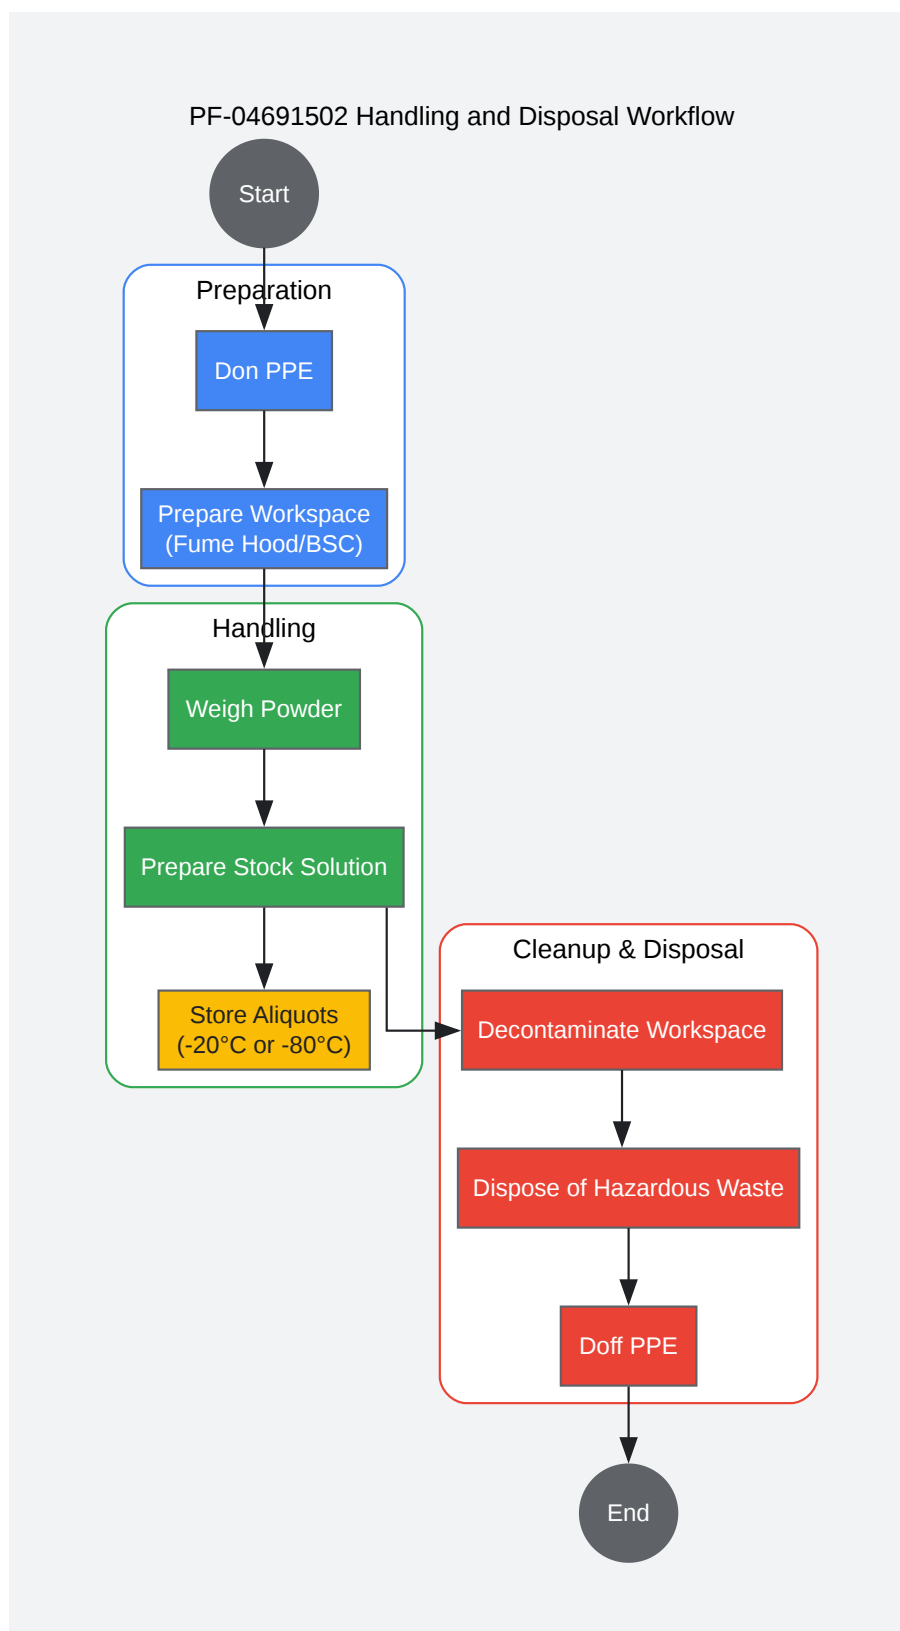 PF-04691502 Handling and Disposal Workflow
Start
Preparation
Don PPE
Prepare Workspace
(Fume Hood/BSC)
Handling
Weigh Powder
Prepare Stock Solution
Store Aliquots
(-20°C or -80°C)
Cleanup & Disposal
Decontaminate Workspace
Dispose of Hazardous Waste
Doff PPE
End